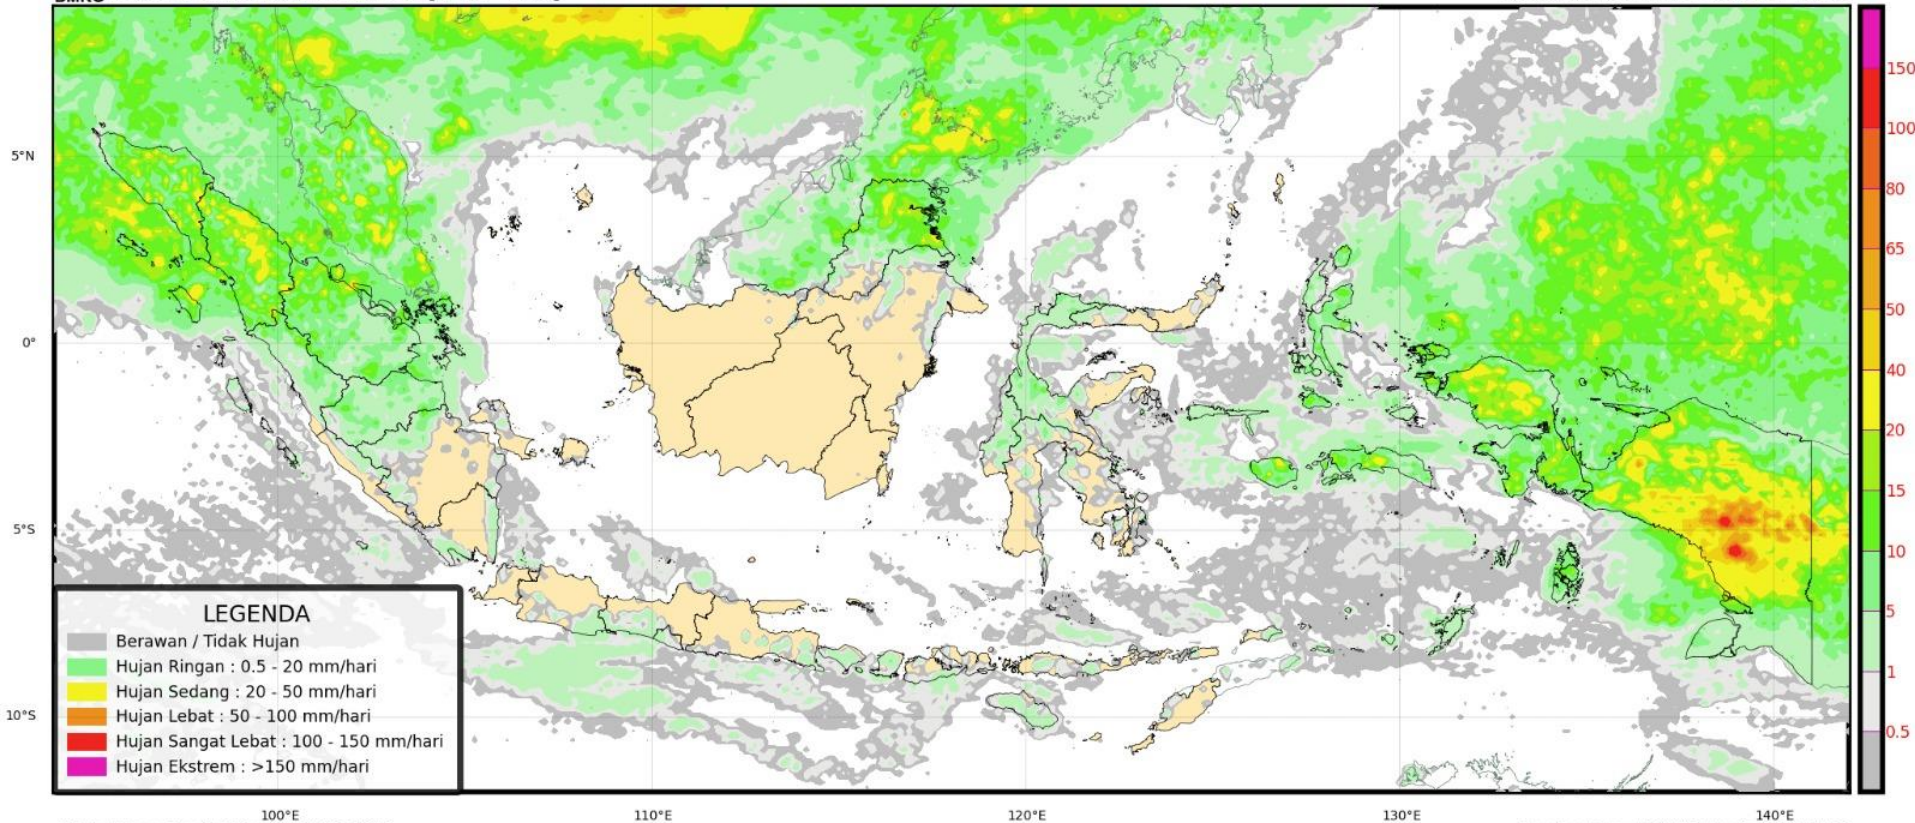 BMKG
5°N
0°
5°S
10°S
LEGENDA
Berawan / Tidak Hujan
Hujan Ringan : 0.5 - 20 mm/hari
Hujan Sedang : 20 - 50 mm/hari
Hujan Lebat : 50 - 100 mm/hari
Hujan Sangat Lebat : 100 - 150 mm/hari
Hujan Ekstrem : >150 mm/hari
100°E
110°E
120°E
130°E
140°E
150
100
80
65
50
40
20
15
10
5
1
0.5